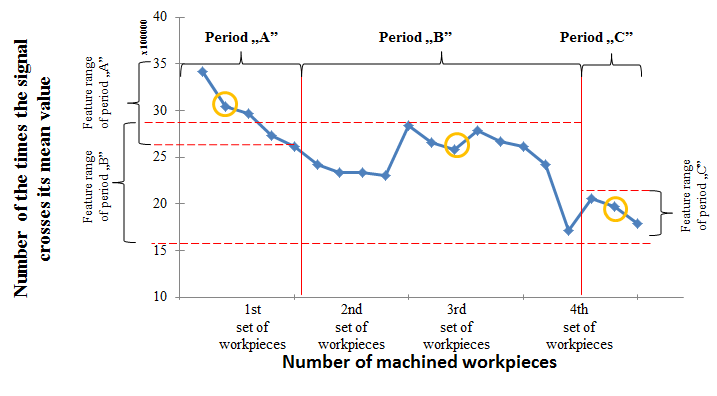 Number of the times the signal
crosses its mean value
x100000
Feature range
of period „A”
Feature range
of period „B”
40
35
30
25
20
15
10
Period „A”
Period „B”
Period „C”
Feature range
of period „C”
1st
set of
workpieces
2nd
set of
workpieces
3rd
set of
workpieces
4th
set of
workpieces
Number of machined workpieces